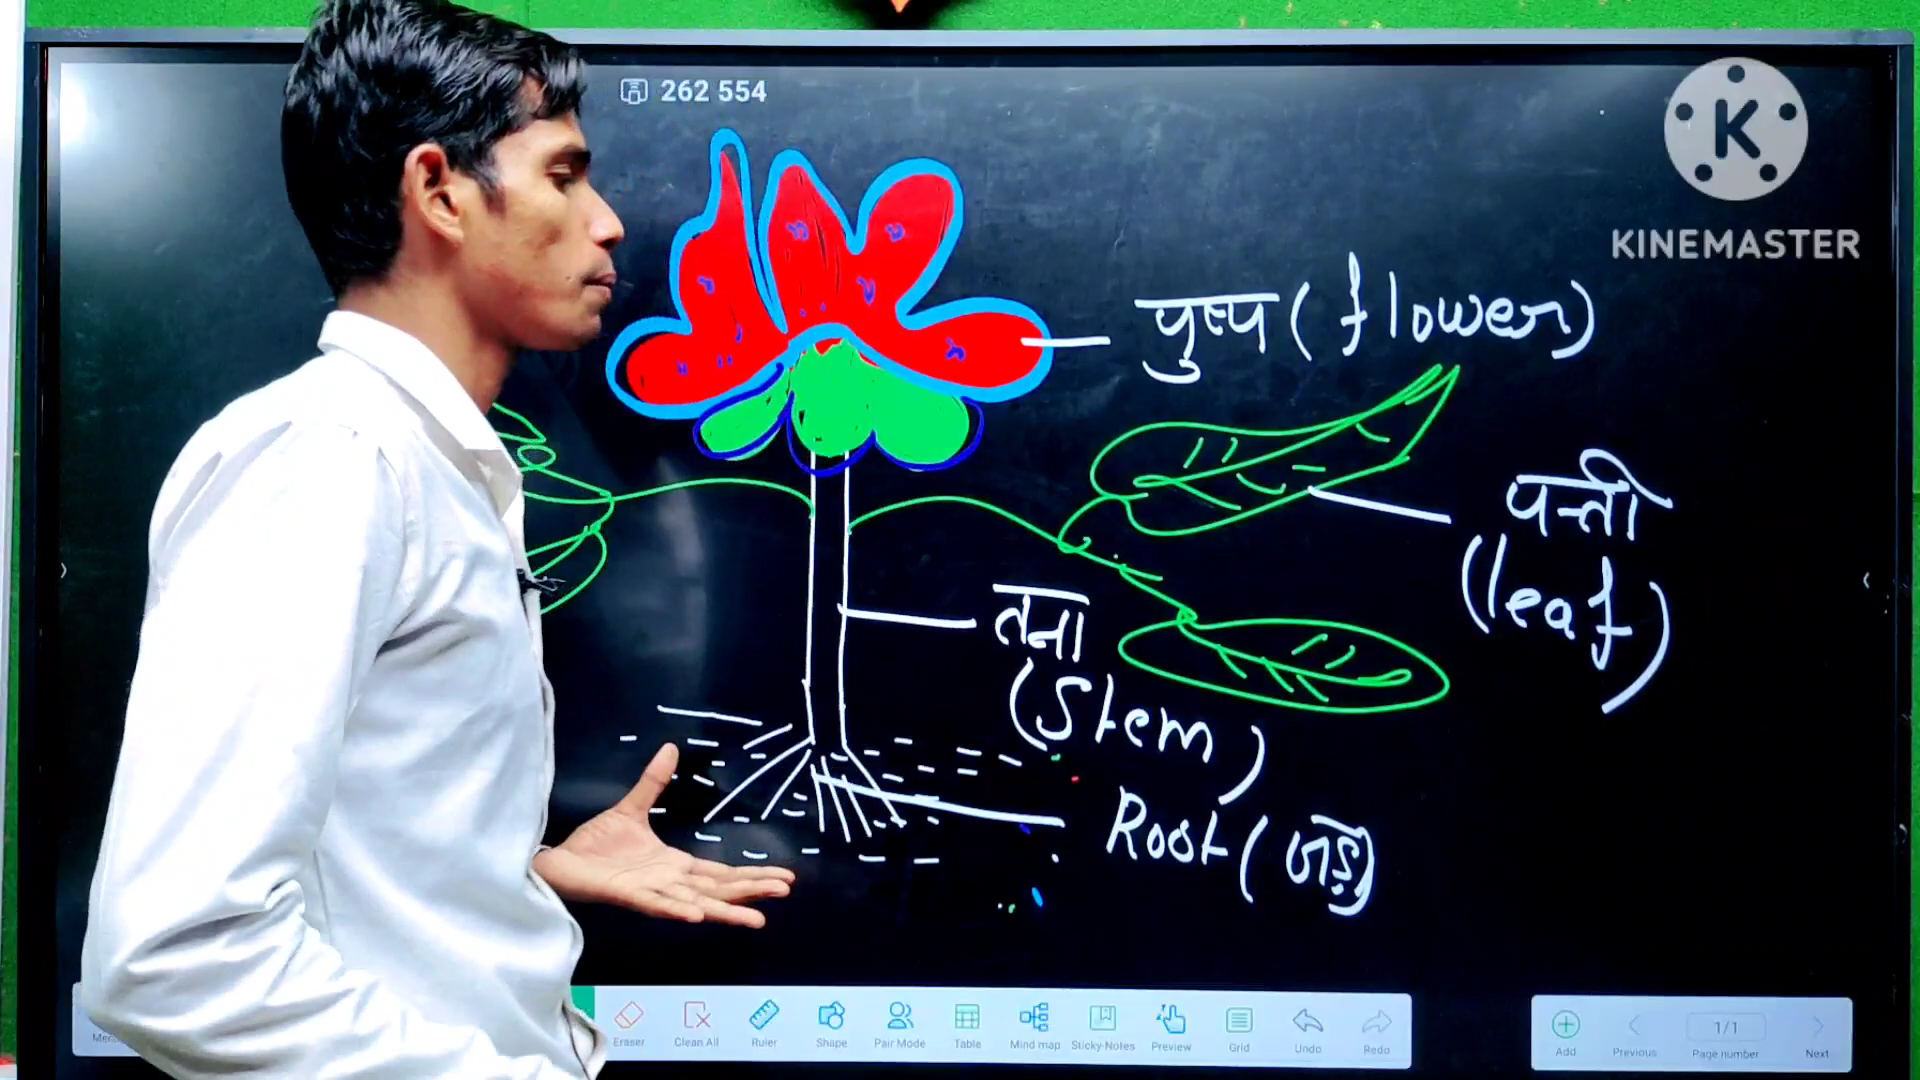 262 554
KINEMASTER
पुष्प (flower)
पत्ती
(leaf)
तना
(Stem)
Root (जड़)
Eraser
Clean All
Ruler
Shape
Pair Mode
Table
Mind map
Sticky-Notes
Preview
Grid
Undo
Redo
Add
Previous
1/1
Page number
Next